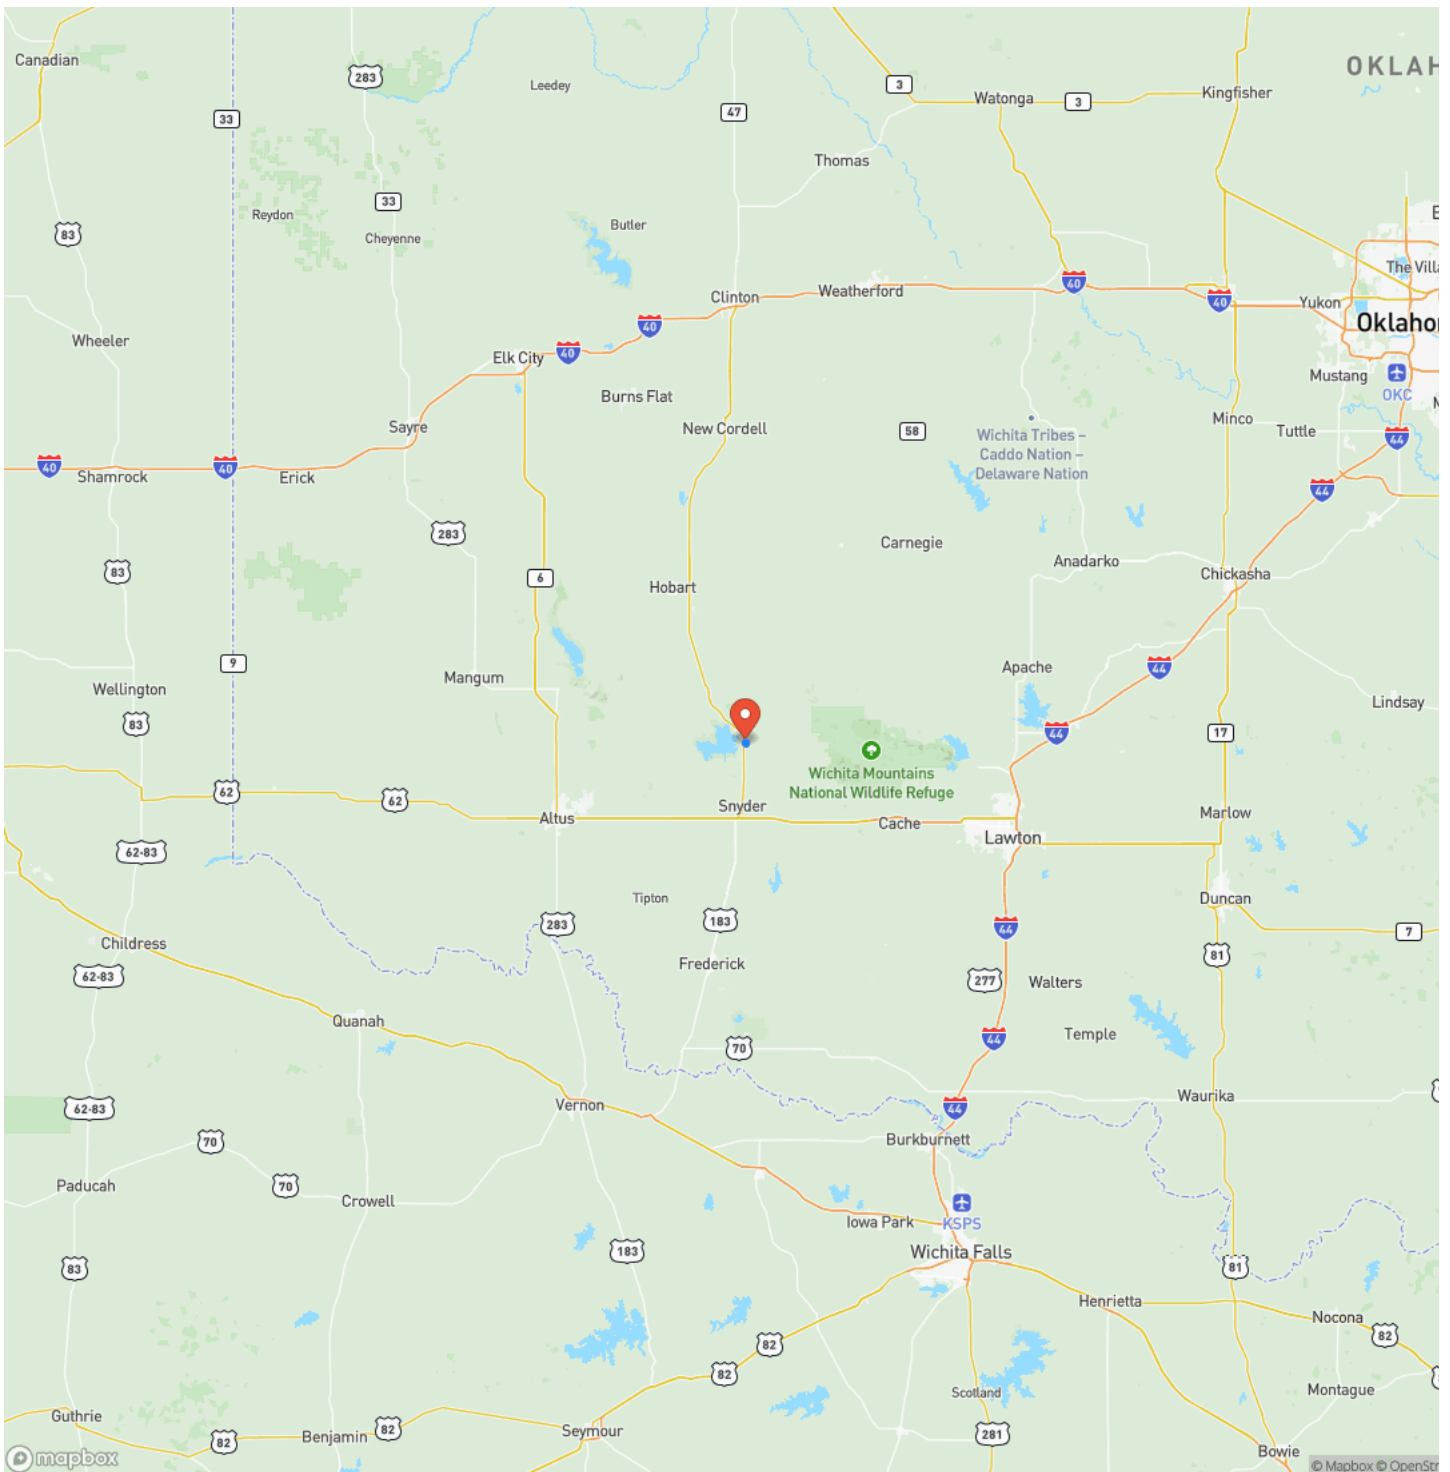 Canadian
283
Leedey
3
OKLAH
Watonga
3
Kingfisher
33
47
Thomas
33
Reydon
Butler
83
Cheyenne
E
The Villa
40
Clinton
Weatherford
40
Yukon
40
Oklahor
Wheeler
Elk City
40
Mustang
OKC
Burns Flat
Minco
Sayre
New Cordell
58
Tuttle
44
Wichita Tribes –
Caddo Nation –
Delaware Nation
40
Shamrock
40
Erick
44
283
Carnegie
83
6
Hobart
Anadarko
Chickasha
9
Apache
44
Wellington
Mangum
Lindsay
83
44
17
Wichita Mountains
National Wildlife Refuge
62
62
Altus
Snyder
Cache
Lawton
Marlow
62-83
Tipton
Duncan
283
183
44
7
Childress
81
62-83
Frederick
277
Walters
Quanah
44
Temple
70
62-83
Vernon
44
Waurika
70
Burkburnett
Paducah
70
Crowell
Iowa Park
KSPS
183
Wichita Falls
83
81
Henrietta
Nocona
82
82
82
Scotland
Montague
Guthrie
82
Benjamin
82
Seymour
281
Bowie
mapbox
© Mapbox © OpenStr